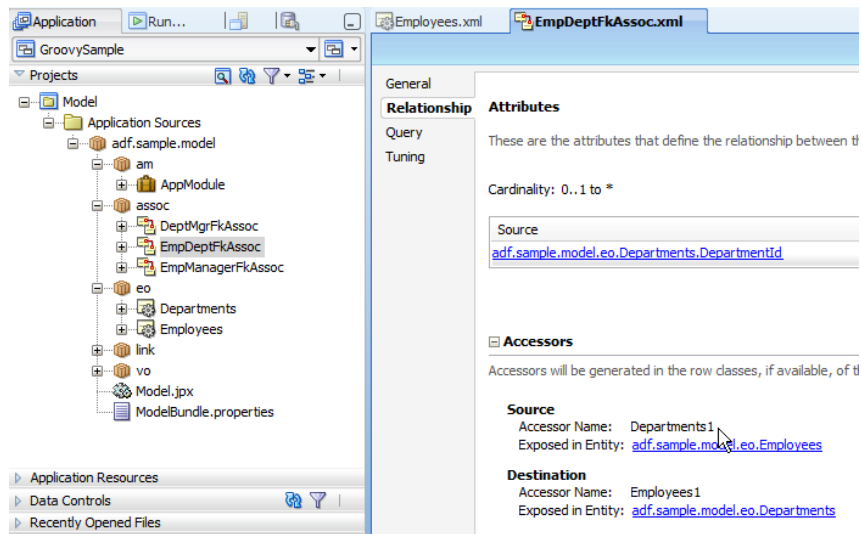 Application
Run...
GroovySample
Projects
Model
Application Sources
adf.sample.model
am
AppModule
assoc
DeptMgrFkAssoc
EmpDeptFkAssoc
EmpManagerFkAssoc
eo
Departments
Employees
link
vo
Model.jpx
ModelBundle.properties
Application Resources
Data Controls
Recently Opened Files
Employees.xml
EmpDeptFkAssoc.xml
General
Relationship
Query
Tuning
Attributes
These are the attributes that define the relationship between
Cardinality: 0..1 to *
Source
adf.sample.model.eo.Departments.DepartmentId
Accessors
Accessors will be generated in the row classes, if available, of
Source
Accessor Name: Departments1
Exposed in Entity: adf.sample.model.eo.Employees
Destination
Accessor Name: Employees1
Exposed in Entity: adf.sample.model.eo.Departments